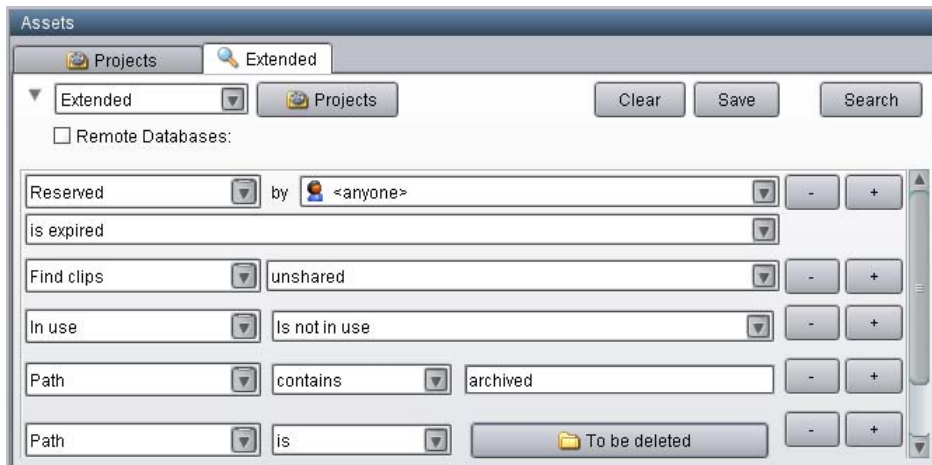 Assets
Projects Extended
Extended Projects Clear Save Search
Remote Databases:
Reserved by <anyone> - +
is expired
Find clips unshared - +
In use Is not in use - +
Path contains archived - +
Path is To be deleted - +